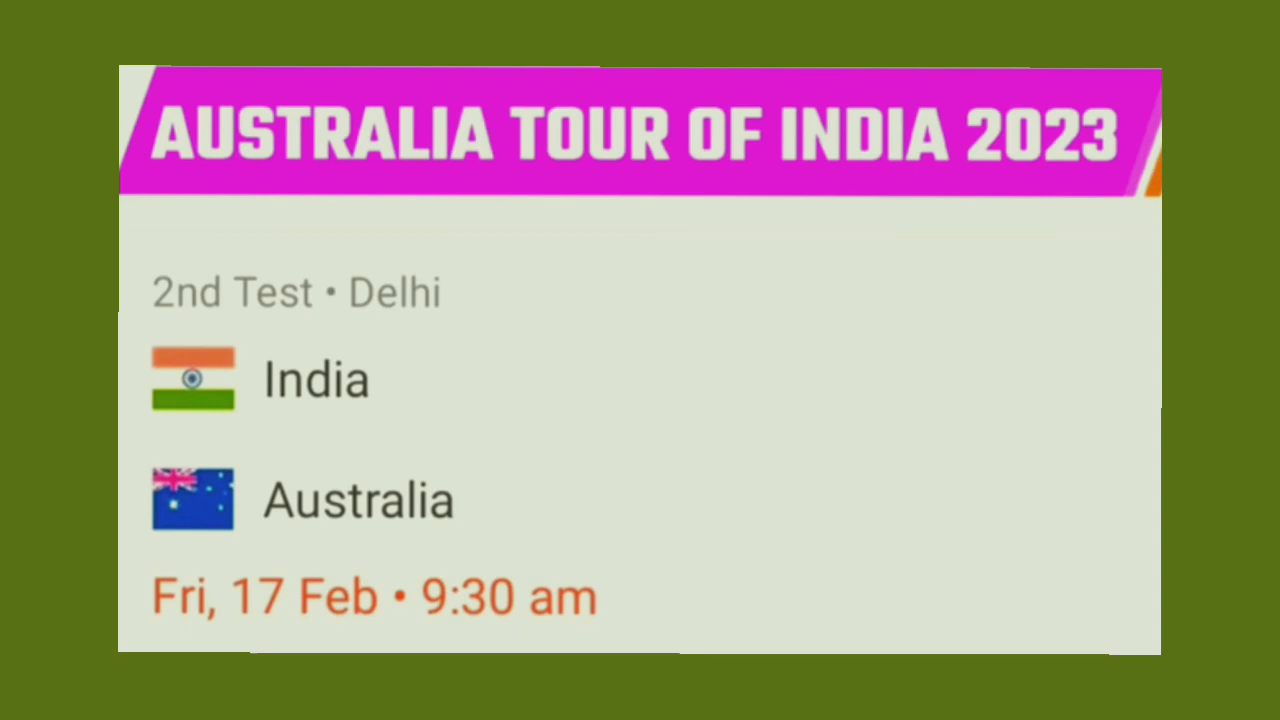 AUSTRALIA TOUR OF INDIA 2023
2nd Test • Delhi
India
Australia
Fri, 17 Feb • 9:30 am